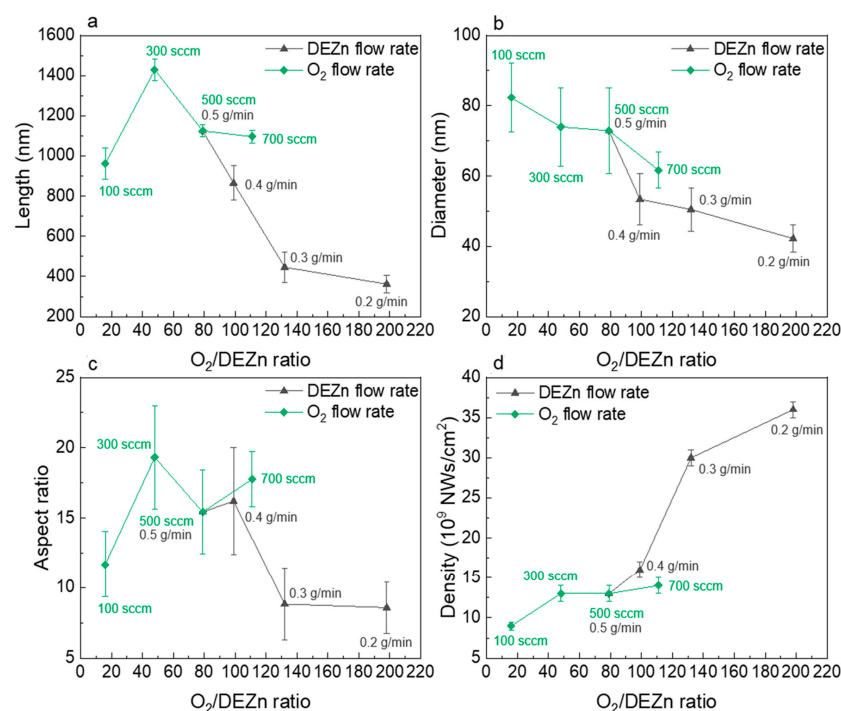 a
1600
1400
1200
1000
800
600
400
200
Length (nm)
300 sccm
DEZn flow rate
O₂ flow rate
500 sccm
0.5 g/min
700 sccm
100 sccm
0.4 g/min
0.3 g/min
0.2 g/min
0 20 40 60 80 100 120 140 160 180 200 220
O₂/DEZn ratio
b
100
80
60
40
20
Diameter (nm)
DEZn flow rate
O₂ flow rate
100 sccm
500 sccm
0.5 g/min
700 sccm
300 sccm
0.3 g/min
0.4 g/min
0.2 g/min
0 20 40 60 80 100 120 140 160 180 200 220
O₂/DEZn ratio
c
25
20
15
10
5
Aspect ratio
DEZn flow rate
O₂ flow rate
300 sccm
700 sccm
500 sccm
0.5 g/min
0.4 g/min
100 sccm
0.3 g/min
0.2 g/min
0 20 40 60 80 100 120 140 160 180 200 220
O₂/DEZn ratio
d
40
35
30
25
20
15
10
5
Density (10⁹ NWs/cm²)
DEZn flow rate
O₂ flow rate
0.2 g/min
0.3 g/min
0.4 g/min
300 sccm
700 sccm
500 sccm
0.5 g/min
100 sccm
0 20 40 60 80 100 120 140 160 180 200 220
O₂/DEZn ratio